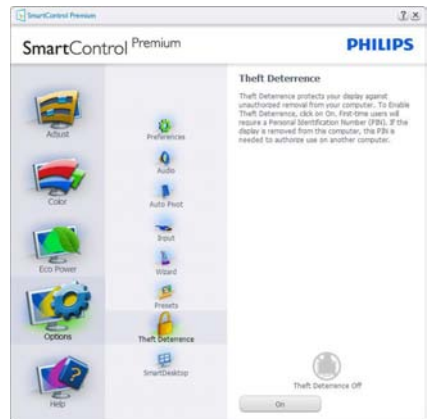 SmartControl Premium
SmartControl Premium
PHILIPS
Adjust
Color
Eco Power
Options
Help
Preferences
Audio
Auto Pivot
Input
Wizard
Presets
Theft Deterrence
SmartDesktop
Theft Deterrence
Theft Deterrence protects your display against
unauthorized removal from your computer. To Enable
Theft Deterrence, click on On. First-time users will
require a Personal Identification Number (PIN). If the
display is removed from the computer, this PIN is
needed to authorize use on another computer.
Theft Deterrence Off
On